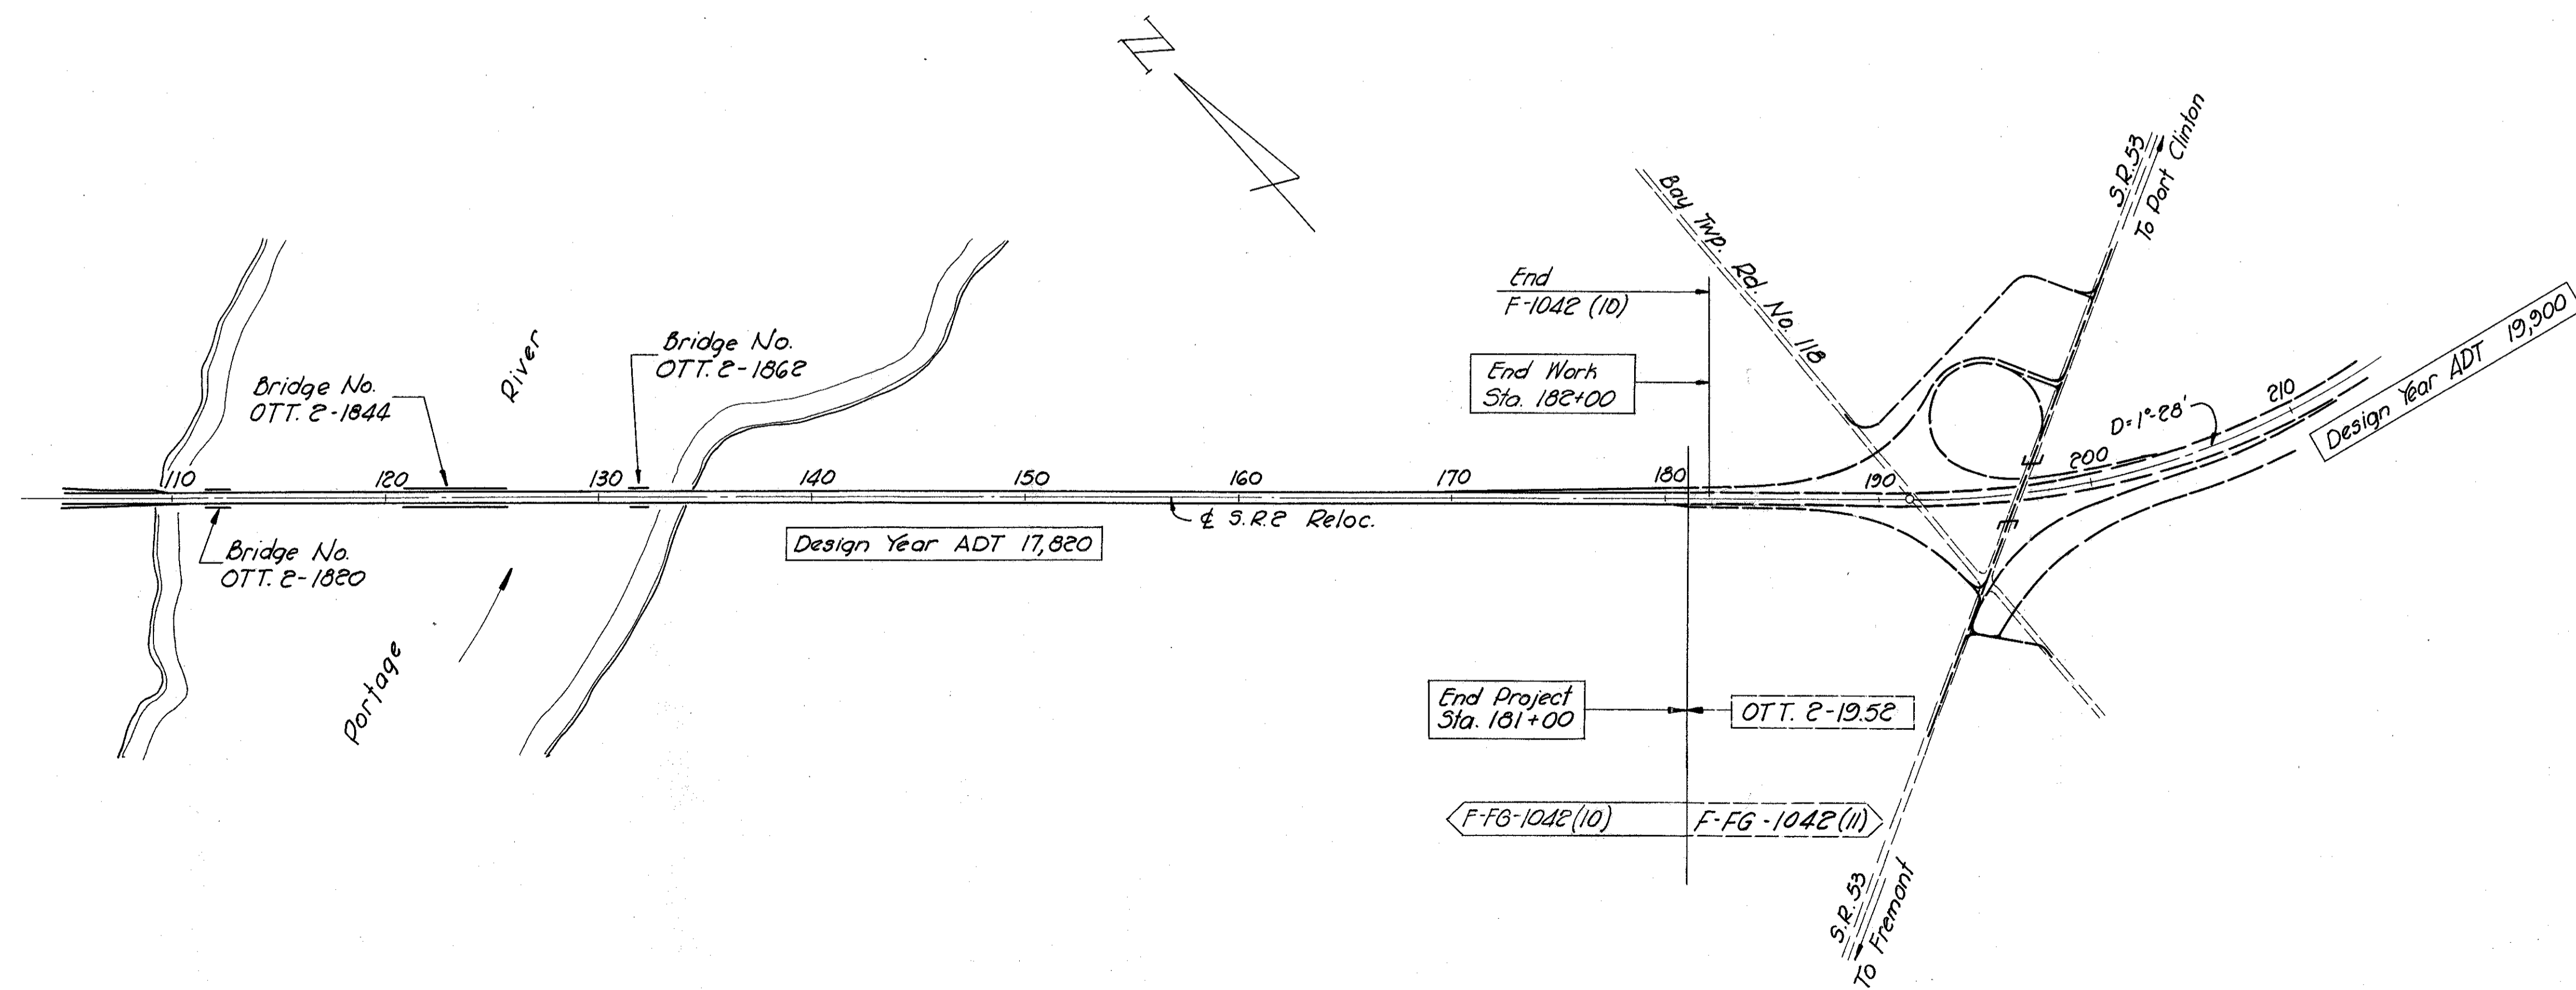 N
S.R. 53
To Port Clinton
Bay Twp. Rd. No. 118
End
F-1042 (10)
End Work
Sta. 182+00
River
Bridge No.
OTT. 2-1862
Bridge No.
OTT. 2-1844
D=1°-28'
Design Year ADT 19,900
110
120
130
140
150
160
170
180
190
200
210
℄ S.R.2 Reloc.
Design Year ADT 17,820
Bridge No.
OTT. 2-1820
Portage
End Project
Sta. 181+00
OTT. 2-19.52
F-FG-1042(10)
F-FG-1042(11)
S.R. 53
To Fremont